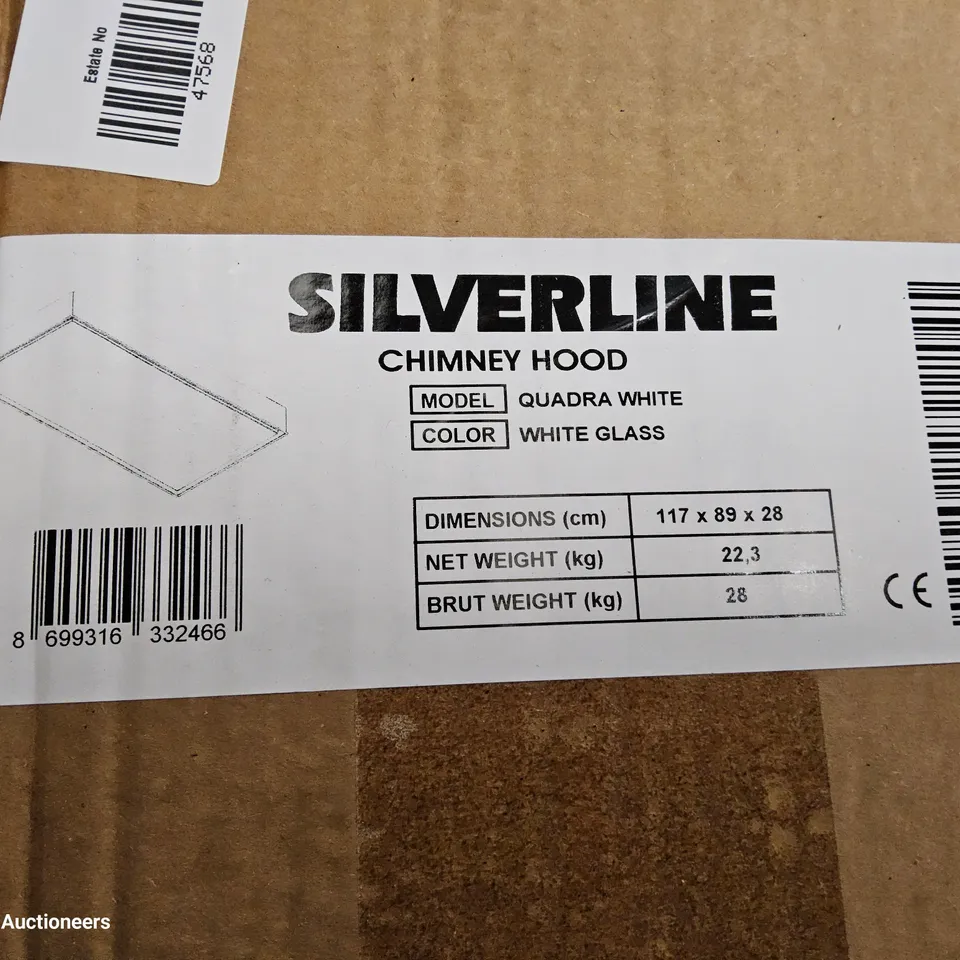 Estate No
47568
SILVERLINE
CHIMNEY HOOD
MODEL QUADRA WHITE
COLOR WHITE GLASS
DIMENSIONS (cm) 117 x 89 x 28
NET WEIGHT (kg) 22,3
BRUT WEIGHT (kg) 28
CE
8 699316 332466
Auctioneers